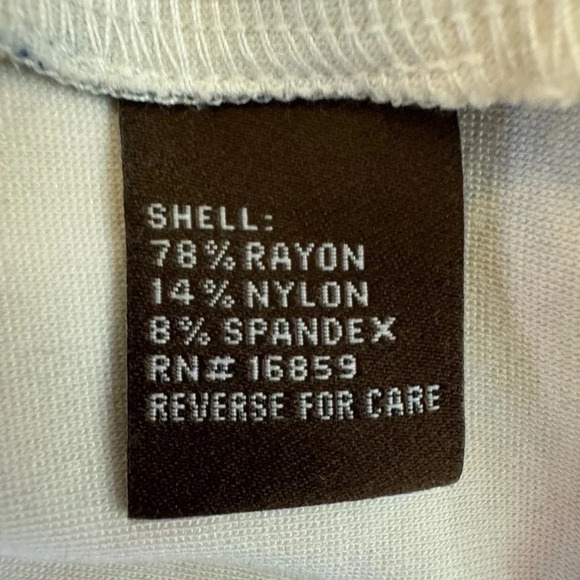 SHELL:
78% RAYON
14% NYLON
8% SPANDEX
RN# 16859
REVERSE FOR CARE